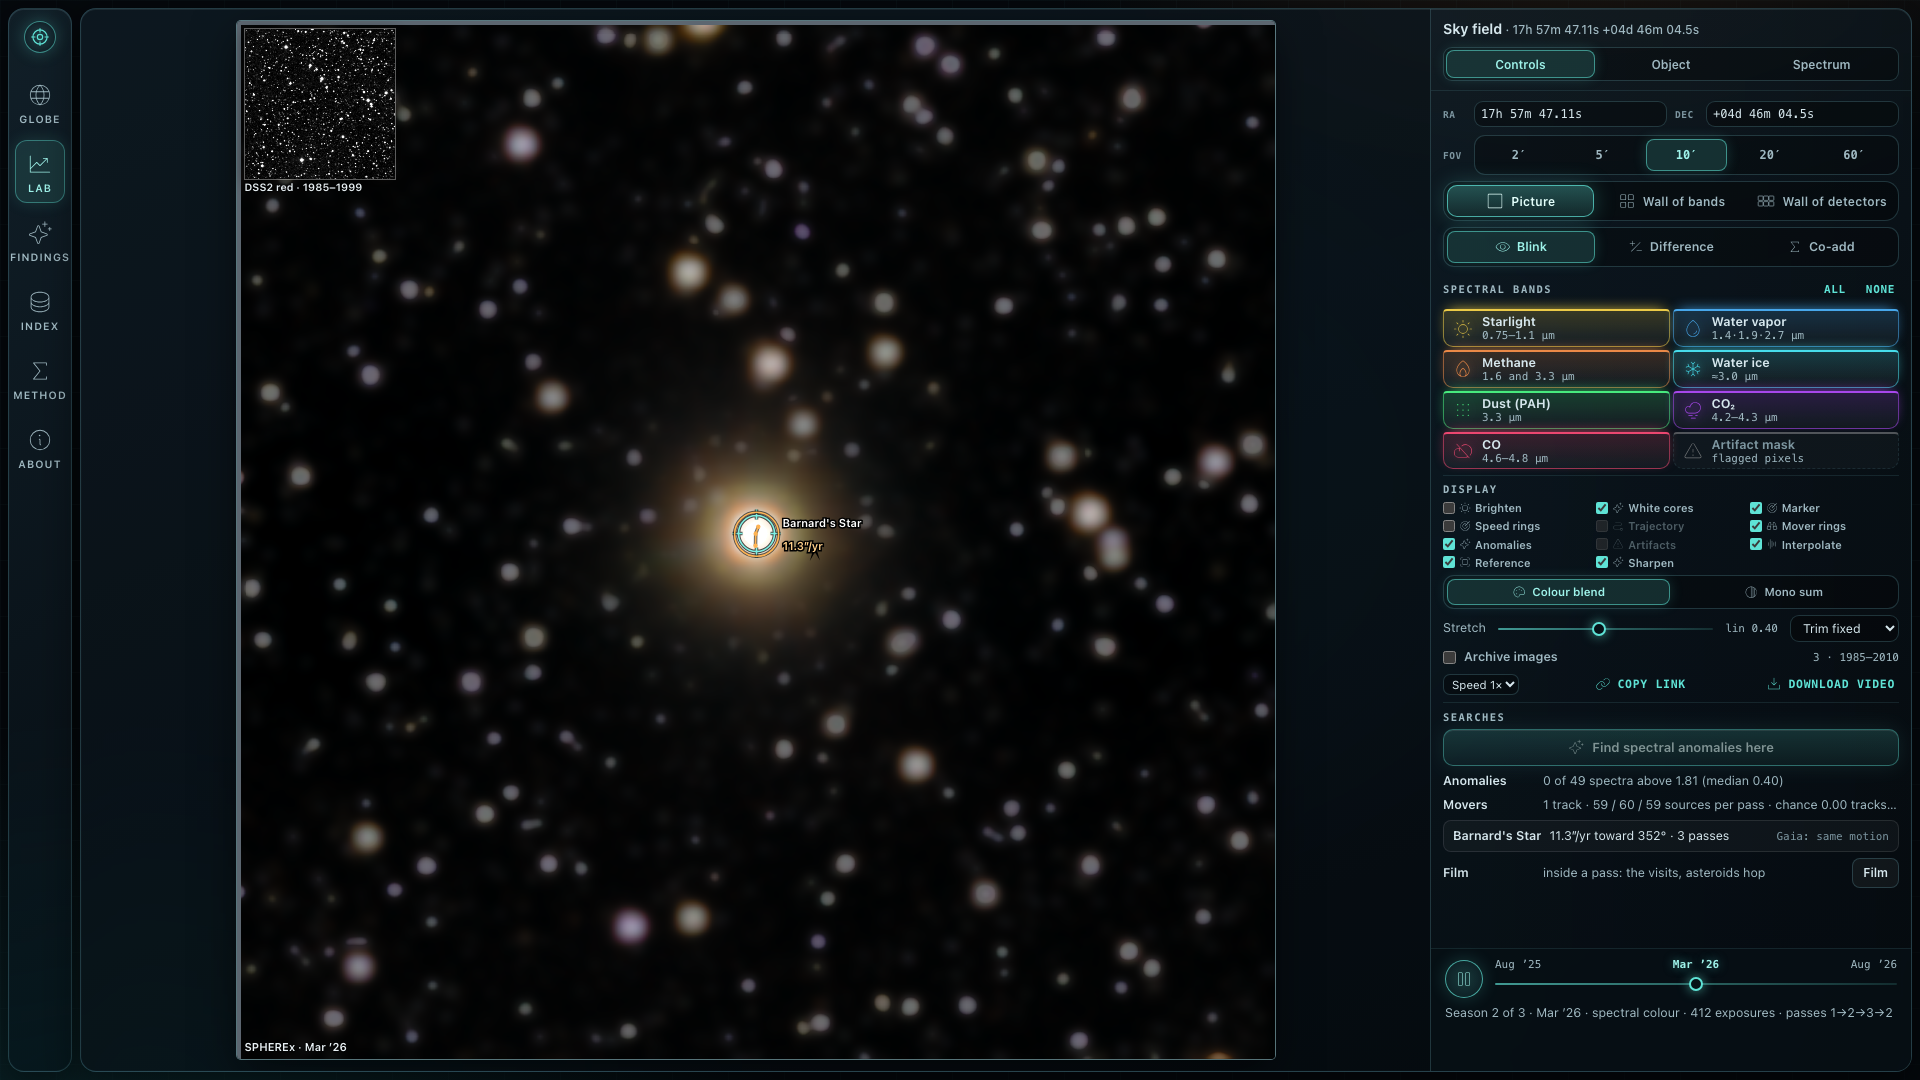 GLOBE
LAB
FINDINGS
INDEX
METHOD
ABOUT
DSS2 red · 1985–1999
Barnard's Star
11.3″/yr
SPHEREx · Mar ’26
Sky field · 17h 57m 47.11s +04d 46m 04.5s
Controls Object Spectrum
RA 17h 57m 47.11s DEC +04d 46m 04.5s
FOV 2′ 5′ 10′ 20′ 60′
Picture Wall of bands Wall of detectors
Blink Difference Co-add
SPECTRAL BANDS ALL NONE
Starlight
0.75–1.1 μm
Water vapor
1.4·1.9·2.7 μm
Methane
1.6 and 3.3 μm
Water ice
≈3.0 μm
Dust (PAH)
3.3 μm
CO₂
4.2–4.3 μm
CO
4.6–4.8 μm
Artifact mask
flagged pixels
DISPLAY
Brighten White cores Marker
Speed rings Trajectory Mover rings
Anomalies Artifacts Interpolate
Reference Sharpen
Colour blend Mono sum
Stretch lin 0.40 Trim fixed
Archive images 3 · 1985–2010
Speed 1× COPY LINK DOWNLOAD VIDEO
SEARCHES
Find spectral anomalies here
Anomalies 0 of 49 spectra above 1.81 (median 0.40)
Movers 1 track · 59 / 60 / 59 sources per pass · chance 0.00 tracks…
Barnard's Star 11.3″/yr toward 352° · 3 passes Gaia: same motion
Film inside a pass: the visits, asteroids hop Film
Aug ’25 Mar ’26 Aug ’26
Season 2 of 3 · Mar ’26 · spectral colour · 412 exposures · passes 1→2→3→2